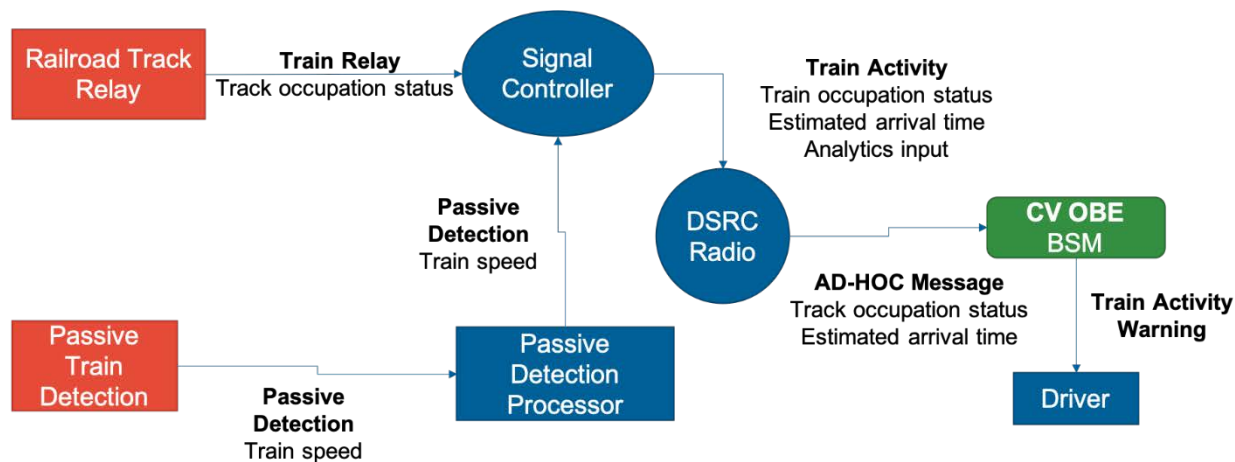 Railroad Track
Relay
Train Relay
Track occupation status
Signal
Controller
Train Activity
Train occupation status
Estimated arrival time
Analytics input
Passive
Detection
Train speed
DSRC
Radio
CV OBE
BSM
AD-HOC Message
Track occupation status
Estimated arrival time
Train Activity
Warning
Passive
Train
Detection
Passive
Detection
Train speed
Passive
Detection
Processor
Driver